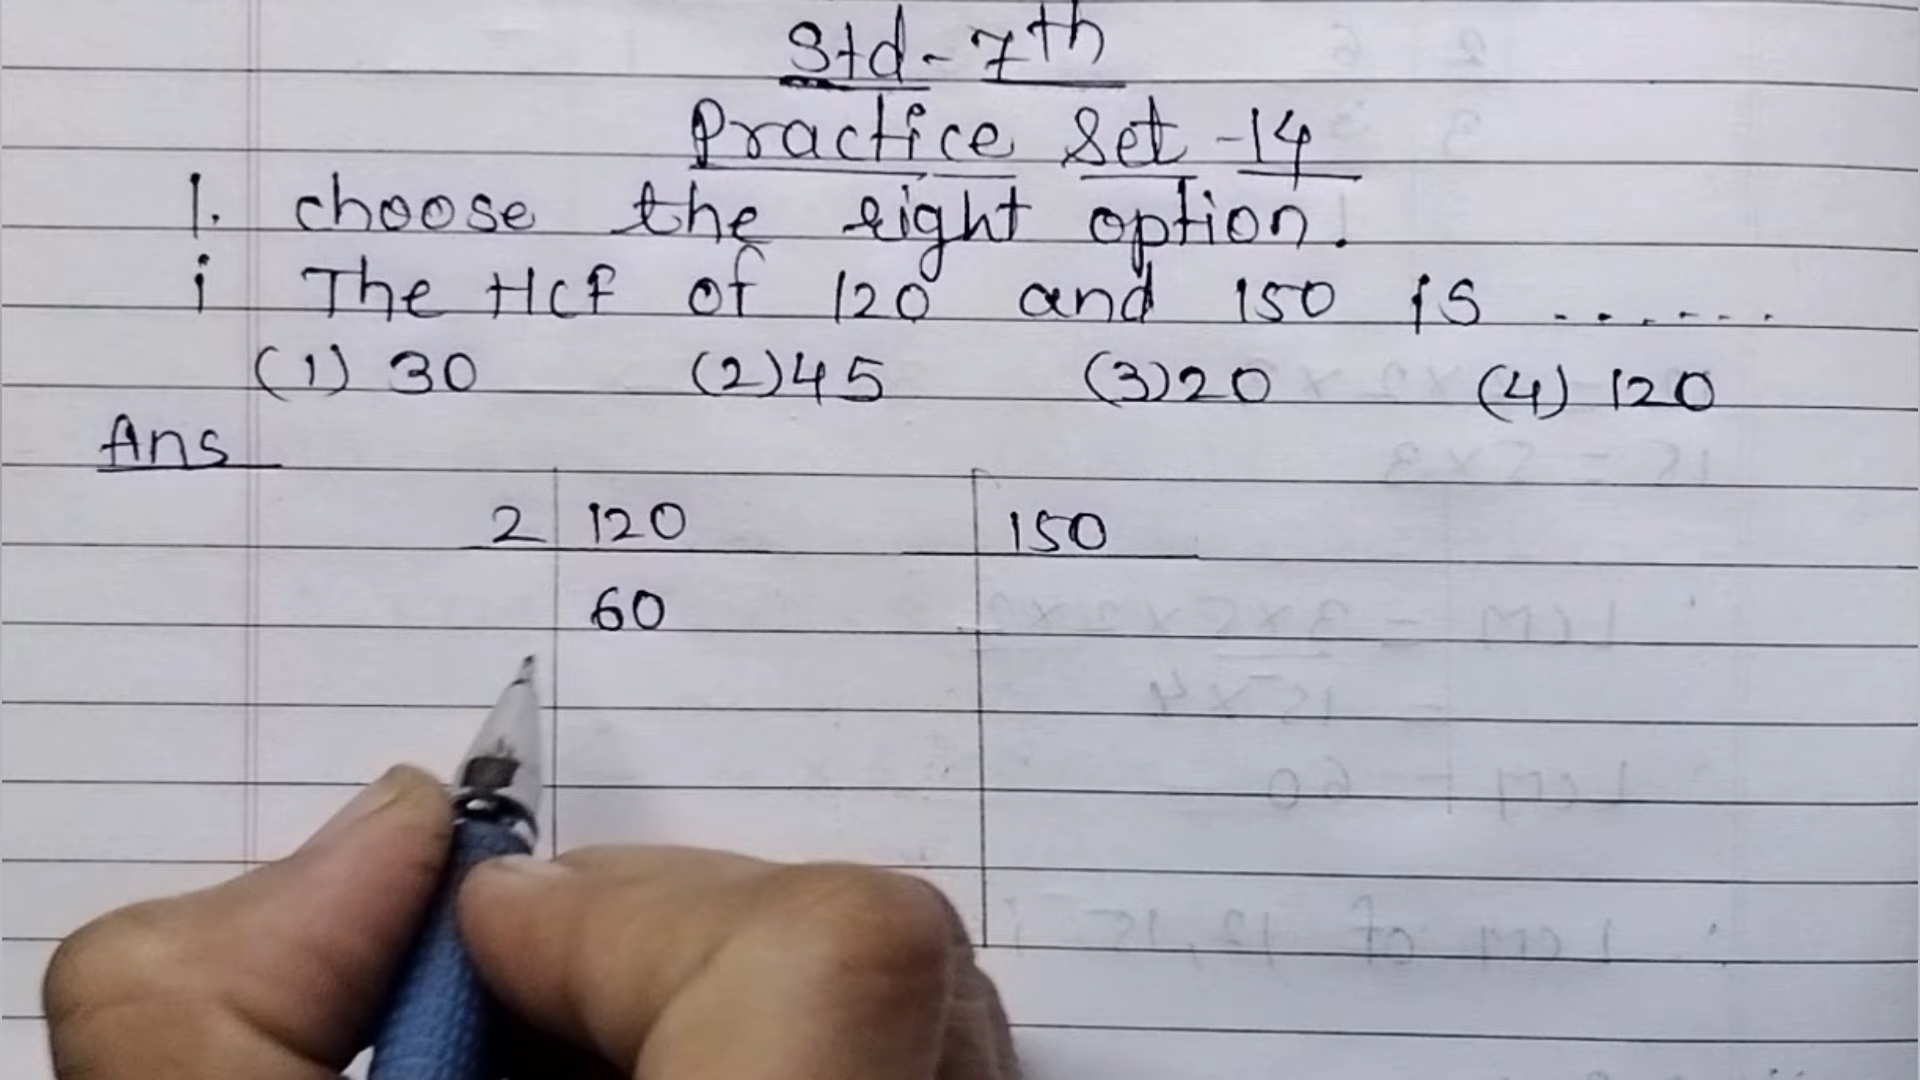 Std - 7th
Practice Set - 14
1. choose the right option.
i The HCF of 120 and 150 is ......
(1) 30 (2) 45 (3) 20 (4) 120
Ans
2 120 150
60